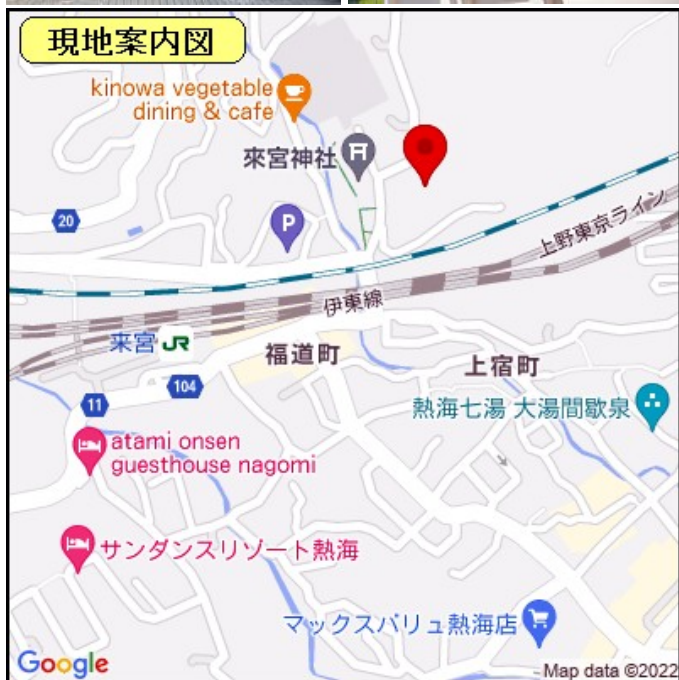 現地案内図
kinowa vegetable
dining & cafe
來宮神社
P
20
上野東京ライン
伊東線
来宮 JR
福道町
上宿町
104
11
熱海七湯 大湯間歇泉
atami onsen
guesthouse nagomi
サンダンスリゾート熱海
マックスバリュ熱海店
Google
Map data ©2022